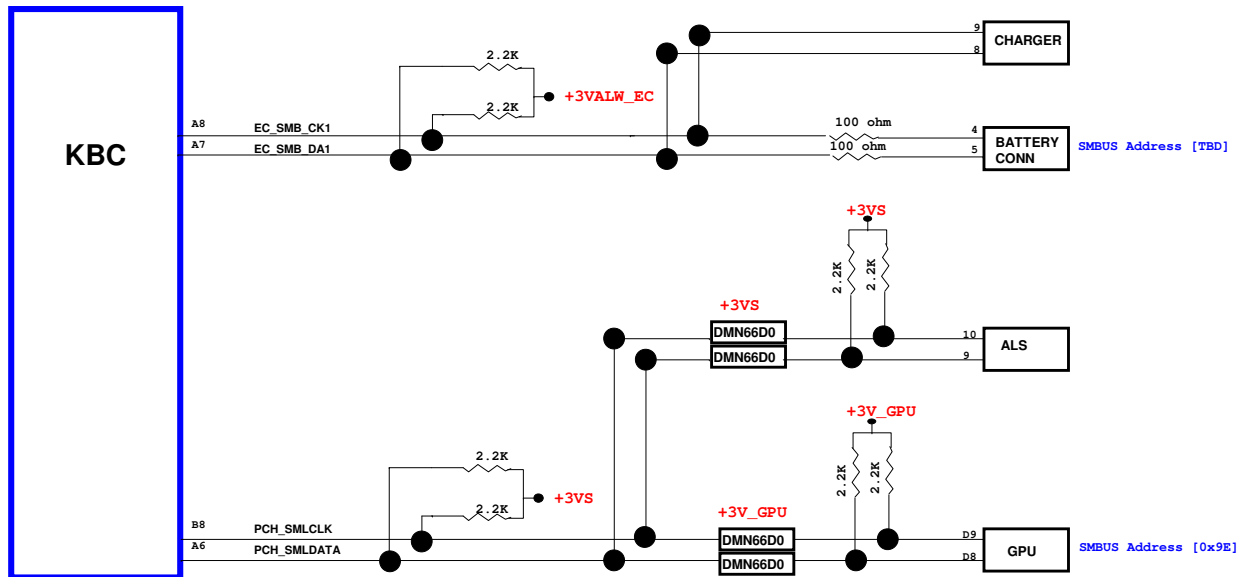 9
CHARGER
8
2.2K
+3VALW_EC
2.2K
100 ohm
A8
EC_SMB_CK1
4
KBC
A7
EC_SMB_DA1
100 ohm
5
BATTERY
CONN
SMBUS Address [TBD]
+3VS
2.2K
2.2K
+3VS
DMN66D0
10
DMN66D0
9
ALS
+3V_GPU
2.2K
2.2K
2.2K
+3VS
2.2K
+3V_GPU
B8
PCH_SMLCLK
DMN66D0
D9
A6
PCH_SMLDATA
DMN66D0
D8
GPU
SMBUS Address [0x9E]